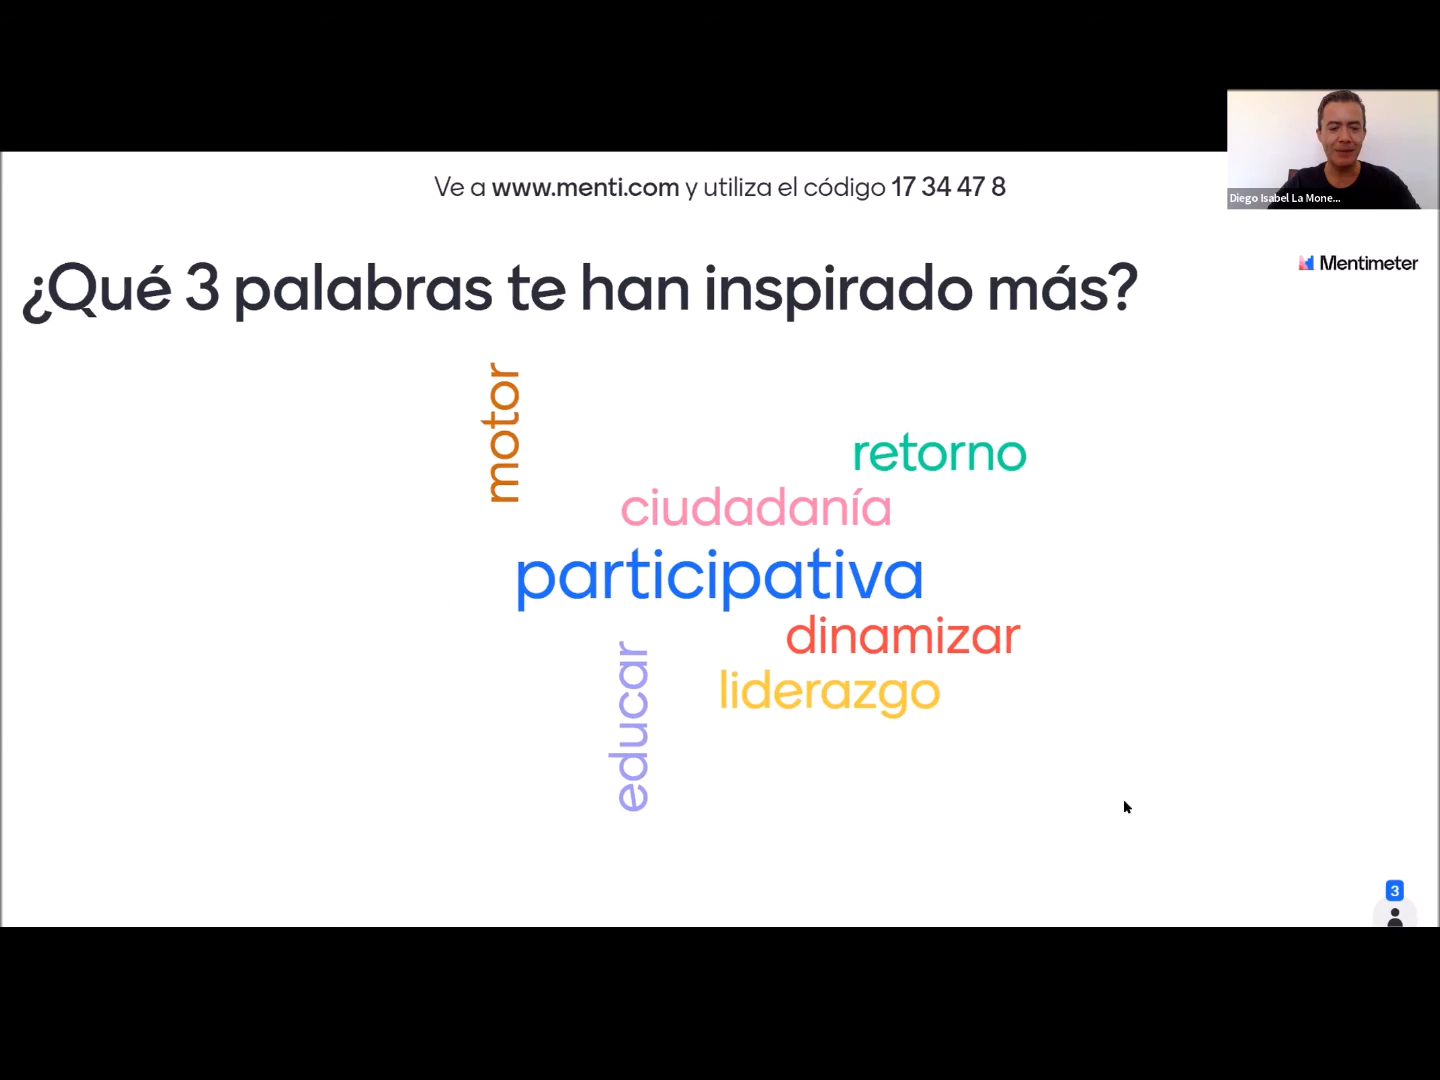 Ve a www.menti.com y utiliza el código 17 34 47 8
Diego Isabel La Mone...
Mentimeter
¿Qué 3 palabras te han inspirado más?
motor
retorno
ciudadanía
participativa
dinamizar
educar
liderazgo
3